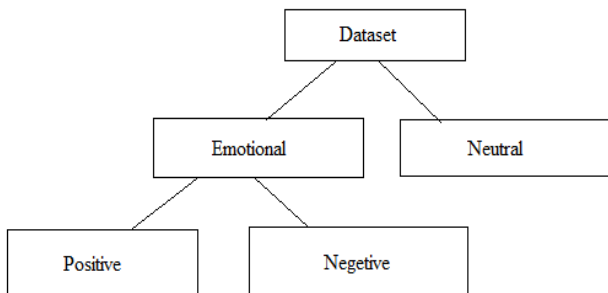 Dataset
Emotional
Neutral
Positive
Negetive